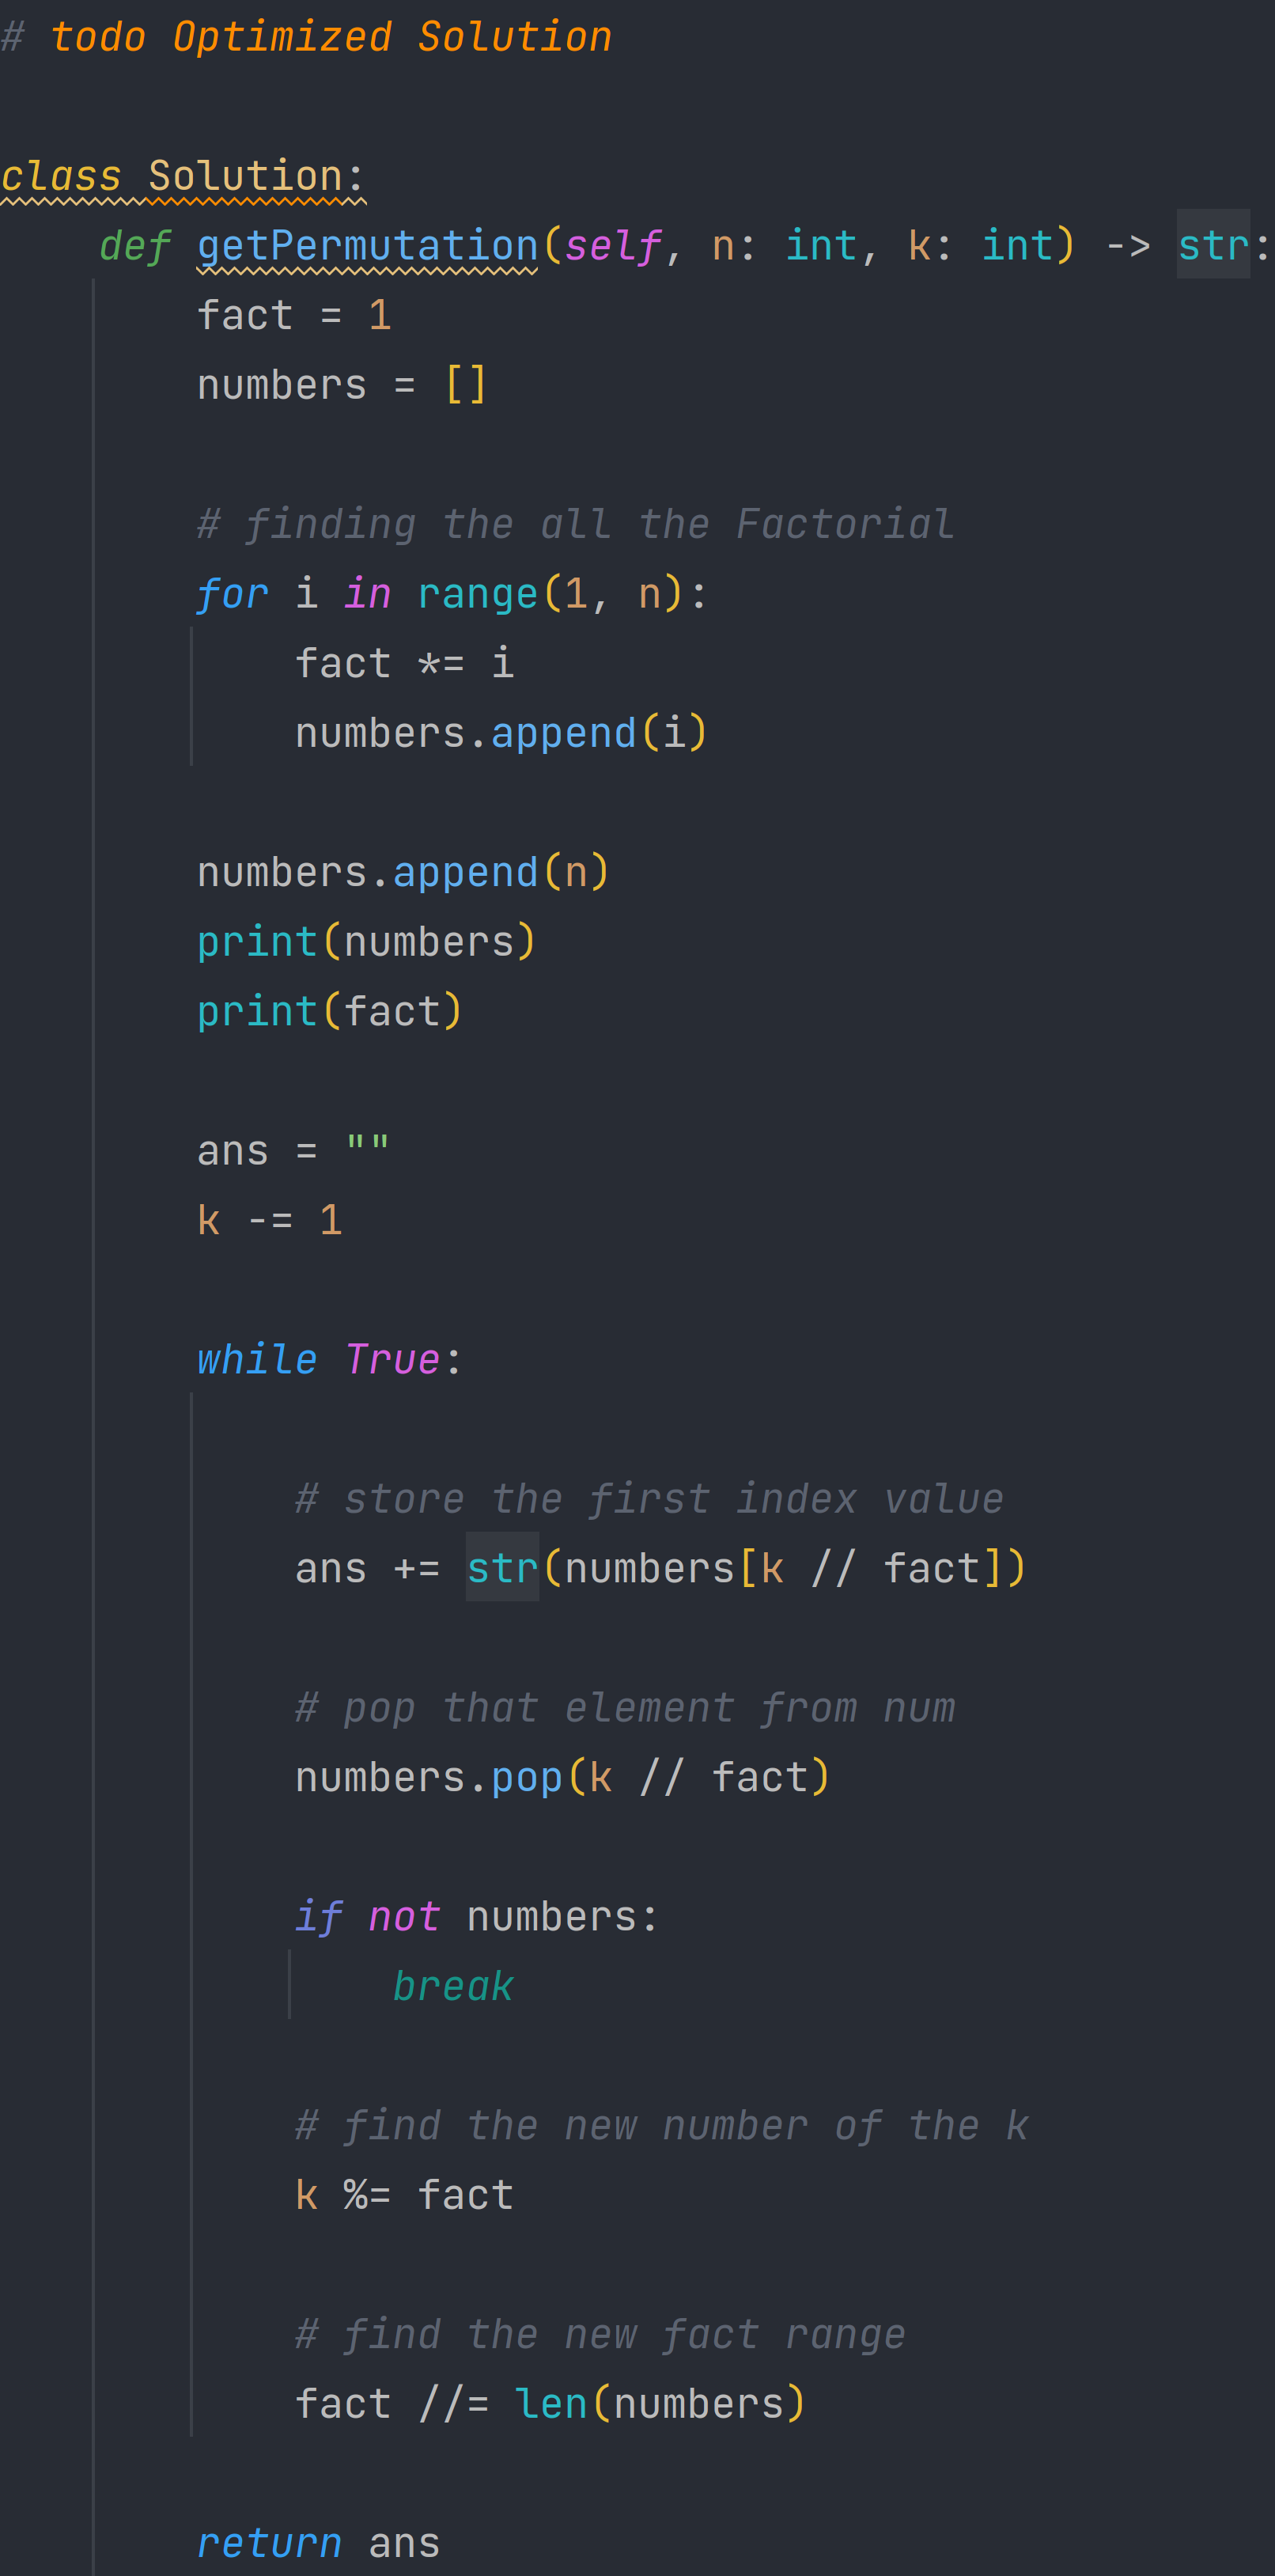 # todo Optimized Solution
class Solution:
    def getPermutation(self, n: int, k: int) -> str:
        fact = 1
        numbers = []
        # finding the all the Factorial
        for i in range(1, n):
            fact *= i
            numbers.append(i)
        numbers.append(n)
        print(numbers)
        print(fact)
        ans = ""
        k -= 1
        while True:
            # store the first index value
            ans += str(numbers[k // fact])
            # pop that element from num
            numbers.pop(k // fact)
            if not numbers:
                break
            # find the new number of the k
            k %= fact
            # find the new fact range
            fact //= len(numbers)
        return ans